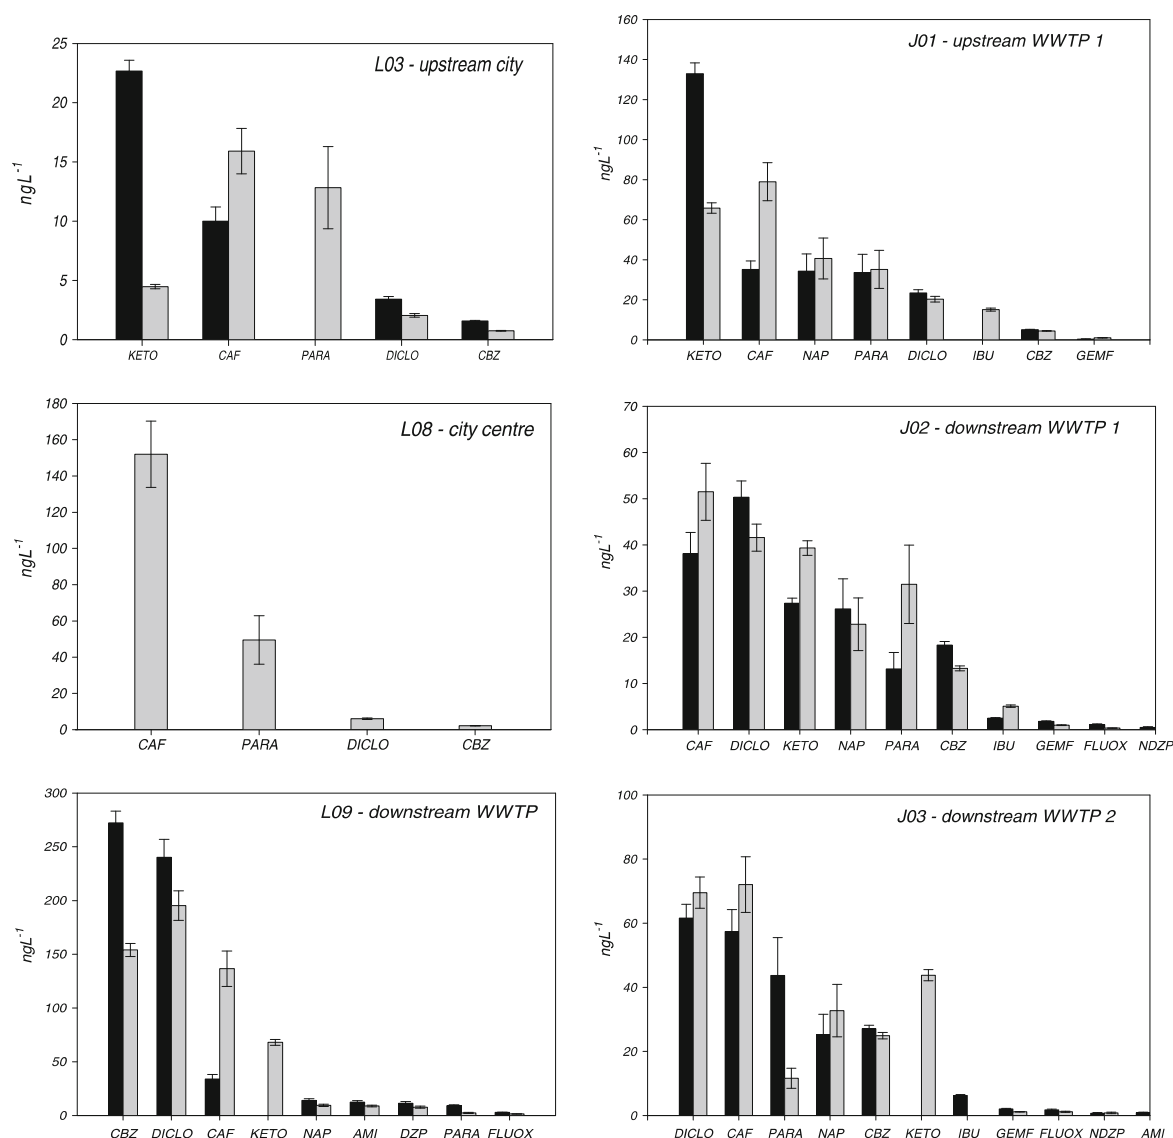 L03 - upstream city
ngL-1
25
20
15
10
5
0
KETO CAF PARA DICLO CBZ
J01 - upstream WWTP 1
ngL-1
160
140
120
100
80
60
40
20
0
KETO CAF NAP PARA DICLO IBU CBZ GEMF
L08 - city centre
ngL-1
180
160
140
120
100
80
60
40
20
0
CAF PARA DICLO CBZ
J02 - downstream WWTP 1
ngL-1
70
60
50
40
30
20
10
0
CAF DICLO KETO NAP PARA CBZ IBU GEMF FLUOX NDZP
L09 - downstream WWTP
ngL-1
300
250
200
150
100
50
0
CBZ DICLO CAF KETO NAP AMI DZP PARA FLUOX
J03 - downstream WWTP 2
ngL-1
100
80
60
40
20
0
DICLO CAF PARA NAP CBZ KETO IBU GEMF FLUOX NDZP AMI